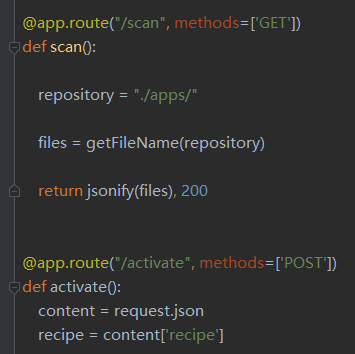 @app.route("/scan", methods=['GET'])
def scan():
repository = "./apps/"
files = getFileName(repository)
return jsonify(files), 200
@app.route("/activate", methods=['POST'])
def activate():
content = request.json
recipe = content['recipe']